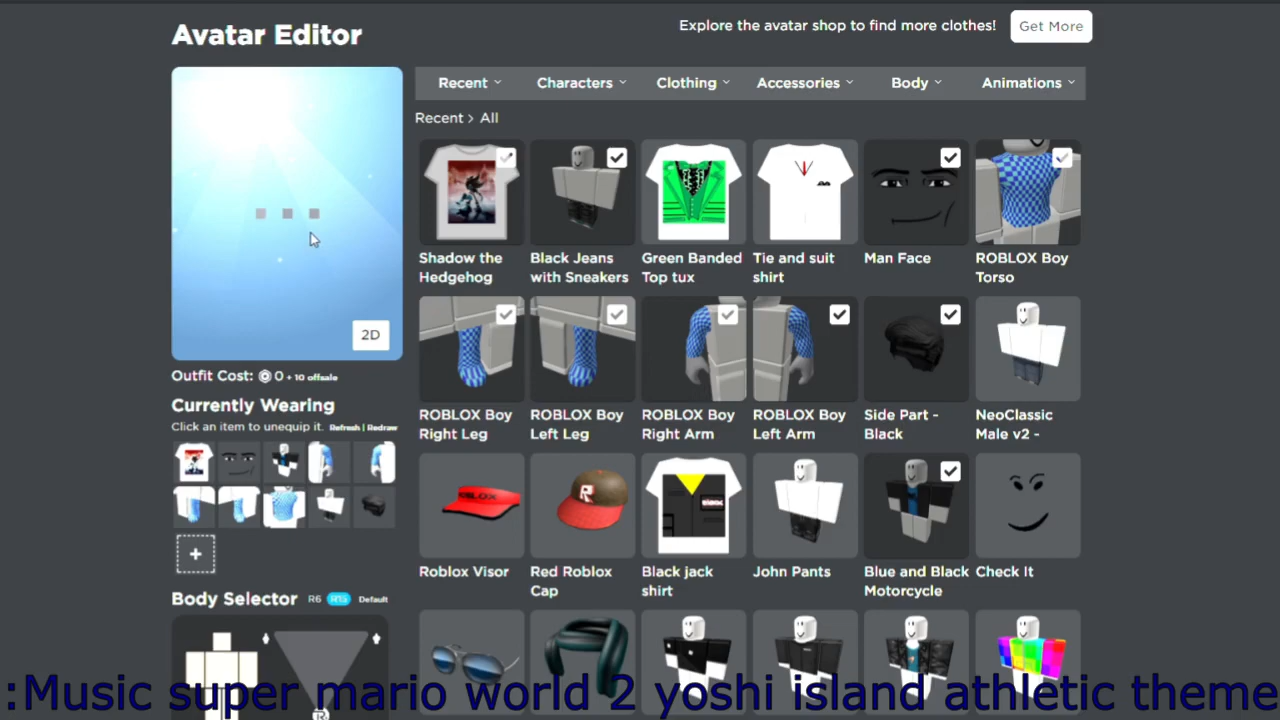 Avatar Editor
Explore the avatar shop to find more clothes!
Get More
Recent
Characters
Clothing
Accessories
Body
Animations
Recent > All
2D
Shadow the
Hedgehog
Black Jeans
with Sneakers
Green Banded
Top tux
Tie and suit
shirt
Man Face
ROBLOX Boy
Torso
Outfit Cost: 0 + 10 offsale
Currently Wearing
Click an item to unequip it. Refresh | Redraw
ROBLOX Boy
Right Leg
ROBLOX Boy
Left Leg
ROBLOX Boy
Right Arm
ROBLOX Boy
Left Arm
Side Part -
Black
NeoClassic
Male v2 -
+
Roblox Visor
Red Roblox
Cap
Black jack
shirt
John Pants
Blue and Black
Motorcycle
Check It
Body Selector R6 R15 Default
:Music super mario world 2 yoshi island athletic theme